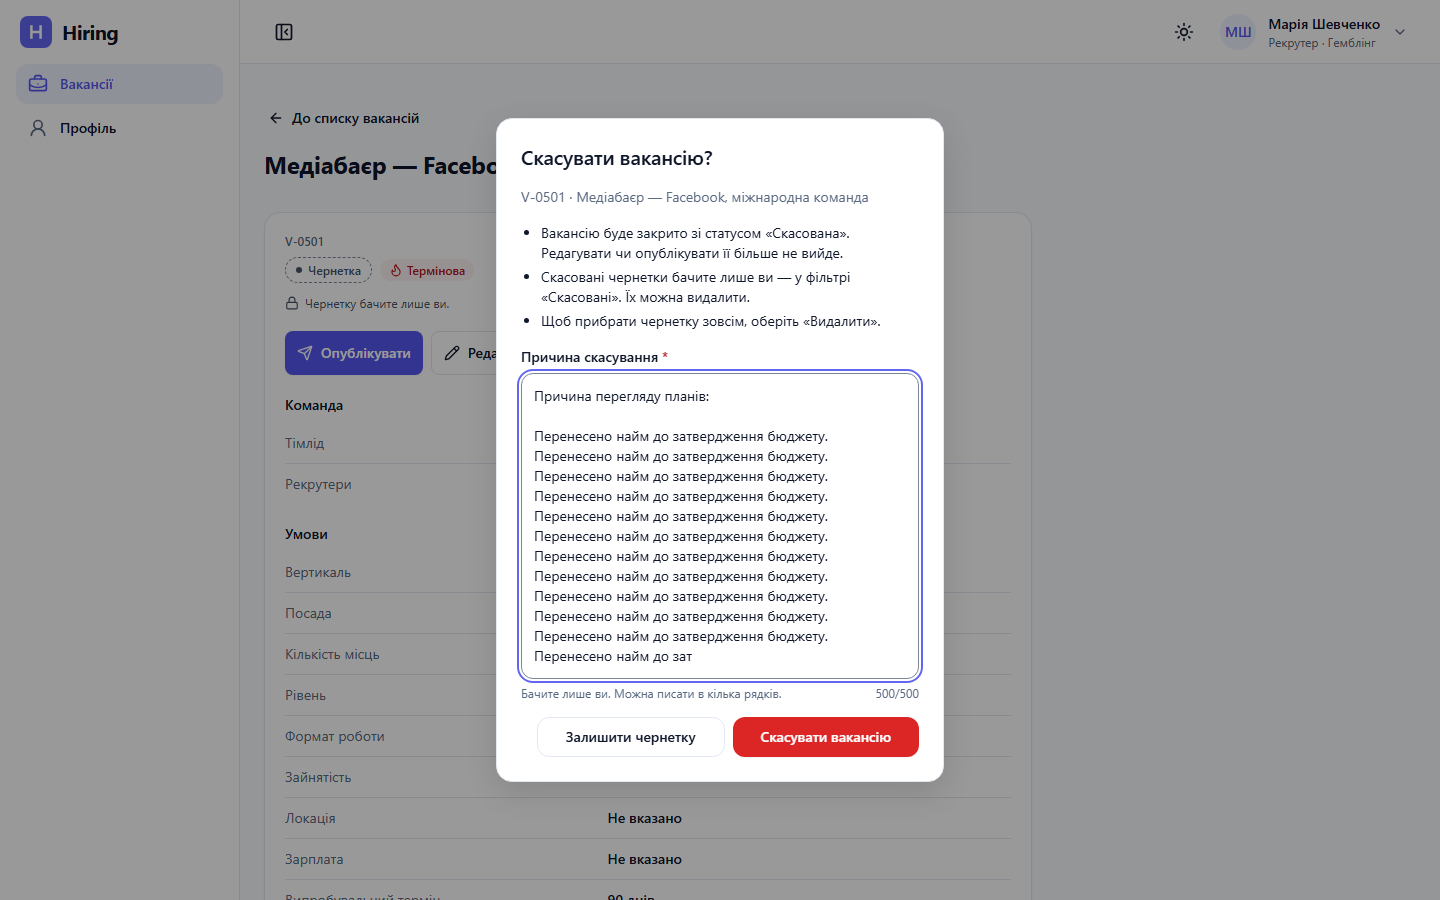 H Hiring
Вакансії
Профіль
МШ
Марія Шевченко
Рекрутер · Гемблінг
До списку вакансій
Медіабаєр — Facebo
V-0501
Чернетка
Термінова
Чернетку бачите лише ви.
Опублікувати
Реда
Команда
Тімлід
Рекрутери
Умови
Вертикаль
Посада
Кількість місць
Рівень
Формат роботи
Зайнятість
Локація
Не вказано
Зарплата
Не вказано
Випробувальний термін
90 днів
Скасувати вакансію?
V-0501 · Медіабаєр — Facebook, міжнародна команда
Вакансію буде закрито зі статусом «Скасована».
Редагувати чи опублікувати її більше не вийде.
Скасовані чернетки бачите лише ви — у фільтрі
«Скасовані». Їх можна видалити.
Щоб прибрати чернетку зовсім, оберіть «Видалити».
Причина скасування *
Причина перегляду планів:
Перенесено найм до затвердження бюджету.
Перенесено найм до затвердження бюджету.
Перенесено найм до затвердження бюджету.
Перенесено найм до затвердження бюджету.
Перенесено найм до затвердження бюджету.
Перенесено найм до затвердження бюджету.
Перенесено найм до затвердження бюджету.
Перенесено найм до затвердження бюджету.
Перенесено найм до затвердження бюджету.
Перенесено найм до затвердження бюджету.
Перенесено найм до затвердження бюджету.
Перенесено найм до зат
Бачите лише ви. Можна писати в кілька рядків.
500/500
Залишити чернетку
Скасувати вакансію